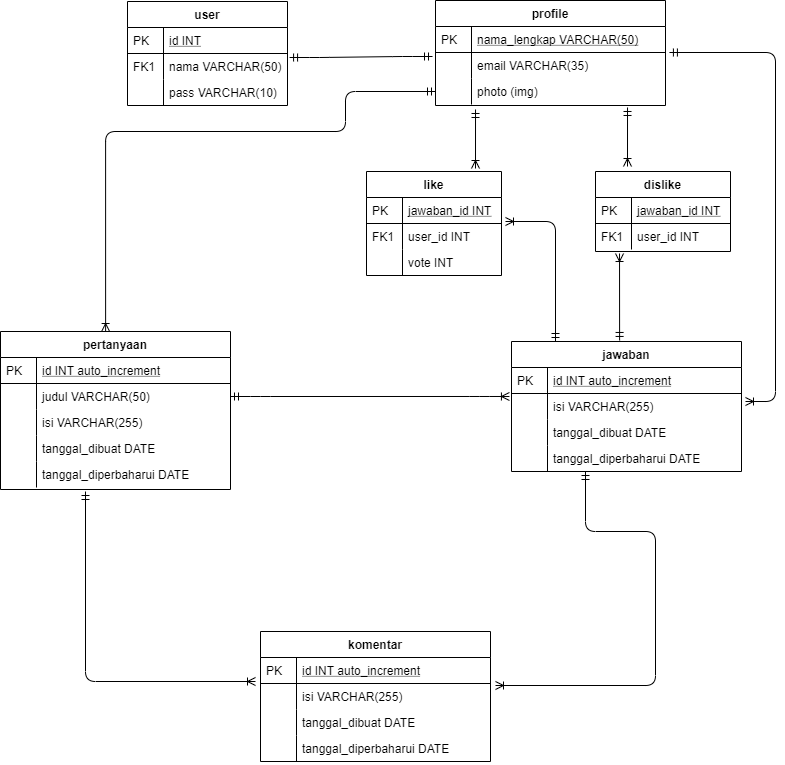 user
PK id INT
FK1 nama VARCHAR(50)
pass VARCHAR(10)
profile
PK nama_lengkap VARCHAR(50)
email VARCHAR(35)
photo (img)
like
PK jawaban_id INT
FK1 user_id INT
vote INT
dislike
PK jawaban_id INT
FK1 user_id INT
pertanyaan
PK id INT auto_increment
judul VARCHAR(50)
isi VARCHAR(255)
tanggal_dibuat DATE
tanggal_diperbaharui DATE
jawaban
PK id INT auto_increment
isi VARCHAR(255)
tanggal_dibuat DATE
tanggal_diperbaharui DATE
komentar
PK id INT auto_increment
isi VARCHAR(255)
tanggal_dibuat DATE
tanggal_diperbaharui DATE